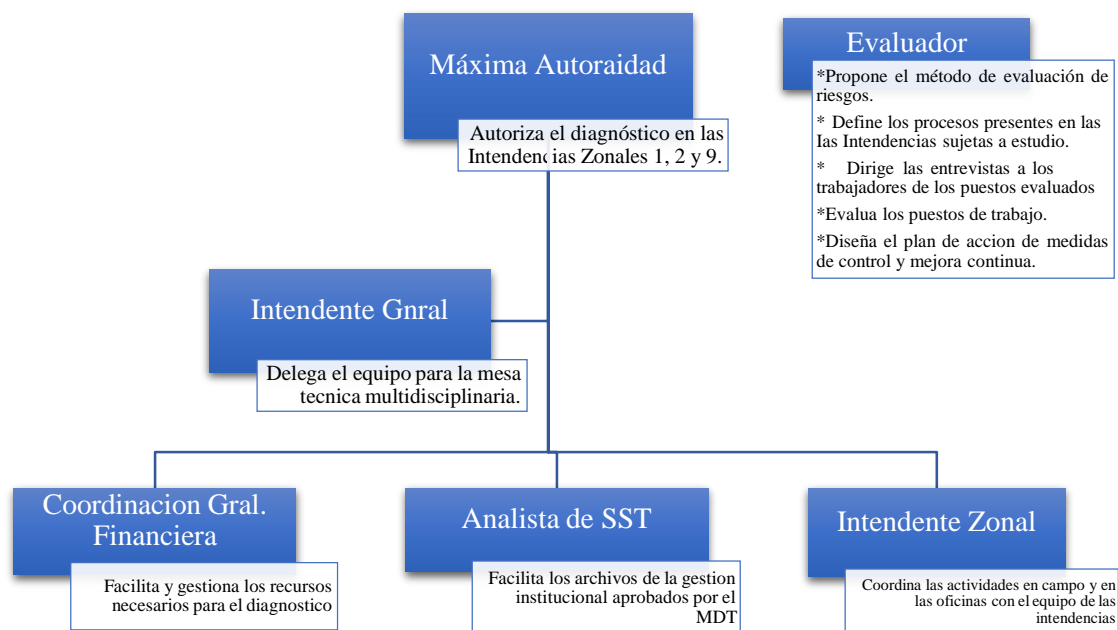 Máxima Autoraidad
Autoriza el diagnóstico en las
Intendencias Zonales 1, 2 y 9.
Evaluador
*Propone el método de evaluación de
riesgos.
* Define los procesos presentes en las
Ias Intendencias sujetas a estudio.
* Dirige las entrevistas a los
trabajadores de los puestos evaluados
*Evalua los puestos de trabajo.
*Diseña el plan de accion de medidas
de control y mejora continua.
Intendente Gnral
Delega el equipo para la mesa
tecnica multidisciplinaria.
Coordinacion Gral.
Financiera
Facilita y gestiona los recursos
necesarios para el diagnostico
Analista de SST
Facilita los archivos de la gestion
institucional aprobados por el
MDT
Intendente Zonal
Coordina las actividades en campo y en
las oficinas con el equipo de las
intendencias